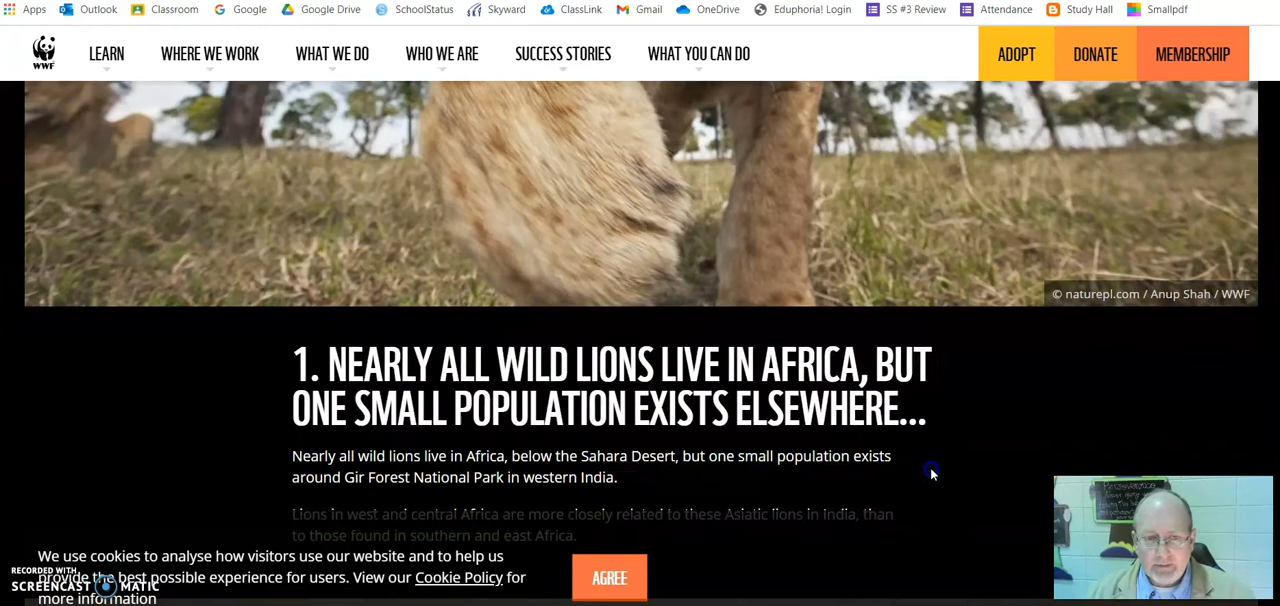 Apps Outlook Classroom Google Google Drive SchoolStatus Skyward ClassLink Gmail OneDrive Eduphoria! Login SS #3 Review Attendance Study Hall Smallpdf
WWF LEARN WHERE WE WORK WHAT WE DO WHO WE ARE SUCCESS STORIES WHAT YOU CAN DO ADOPT DONATE MEMBERSHIP
© naturepl.com / Anup Shah / WWF
1. NEARLY ALL WILD LIONS LIVE IN AFRICA, BUT
ONE SMALL POPULATION EXISTS ELSEWHERE...
Nearly all wild lions live in Africa, below the Sahara Desert, but one small population exists
around Gir Forest National Park in western India.
Lions in west and central Africa are more closely related to these Asiatic lions in India, than
to those found in southern and east Africa.
We use cookies to analyse how visitors use our website and to help us
provide the best possible experience for users. View our Cookie Policy for
more information
AGREE
RECORDED WITH
SCREENCAST MATIC